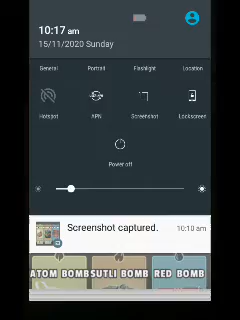 10:17 am
15/11/2020 Sunday
General Portrait Flashlight Location
Hotspot APN Screenshot Lockscreen
Power off
Screenshot captured. 10:10 am
ATOM BOMB SUTLI BOMB RED BOMB